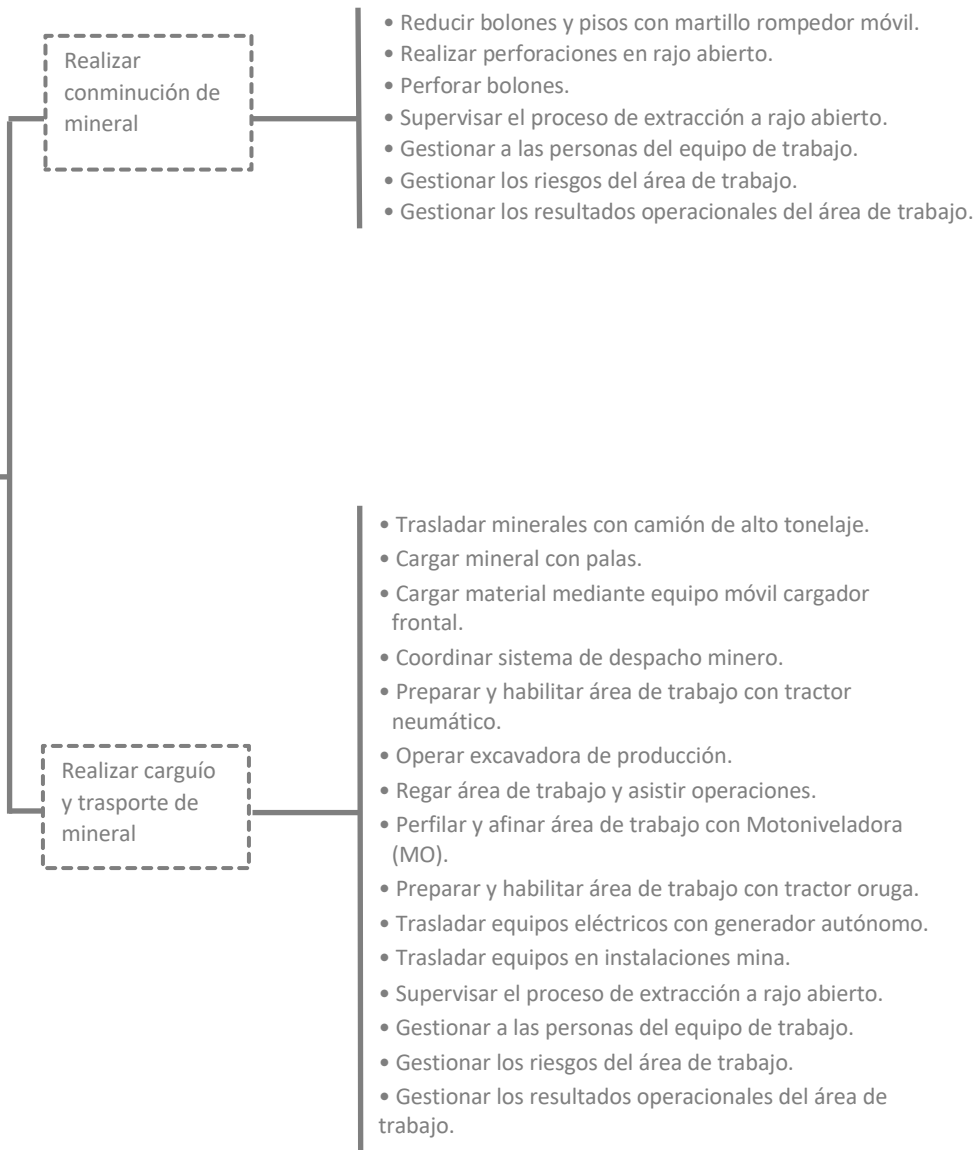 Realizar
conminución de
mineral
• Reducir bolones y pisos con martillo rompedor móvil.
• Realizar perforaciones en rajo abierto.
• Perforar bolones.
• Supervisar el proceso de extracción a rajo abierto.
• Gestionar a las personas del equipo de trabajo.
• Gestionar los riesgos del área de trabajo.
• Gestionar los resultados operacionales del área de trabajo.
Realizar carguío
y trasporte de
mineral
• Trasladar minerales con camión de alto tonelaje.
• Cargar mineral con palas.
• Cargar material mediante equipo móvil cargador
frontal.
• Coordinar sistema de despacho minero.
• Preparar y habilitar área de trabajo con tractor
neumático.
• Operar excavadora de producción.
• Regar área de trabajo y asistir operaciones.
• Perfilar y afinar área de trabajo con Motoniveladora
(MO).
• Preparar y habilitar área de trabajo con tractor oruga.
• Trasladar equipos eléctricos con generador autónomo.
• Trasladar equipos en instalaciones mina.
• Supervisar el proceso de extracción a rajo abierto.
• Gestionar a las personas del equipo de trabajo.
• Gestionar los riesgos del área de trabajo.
• Gestionar los resultados operacionales del área de
trabajo.